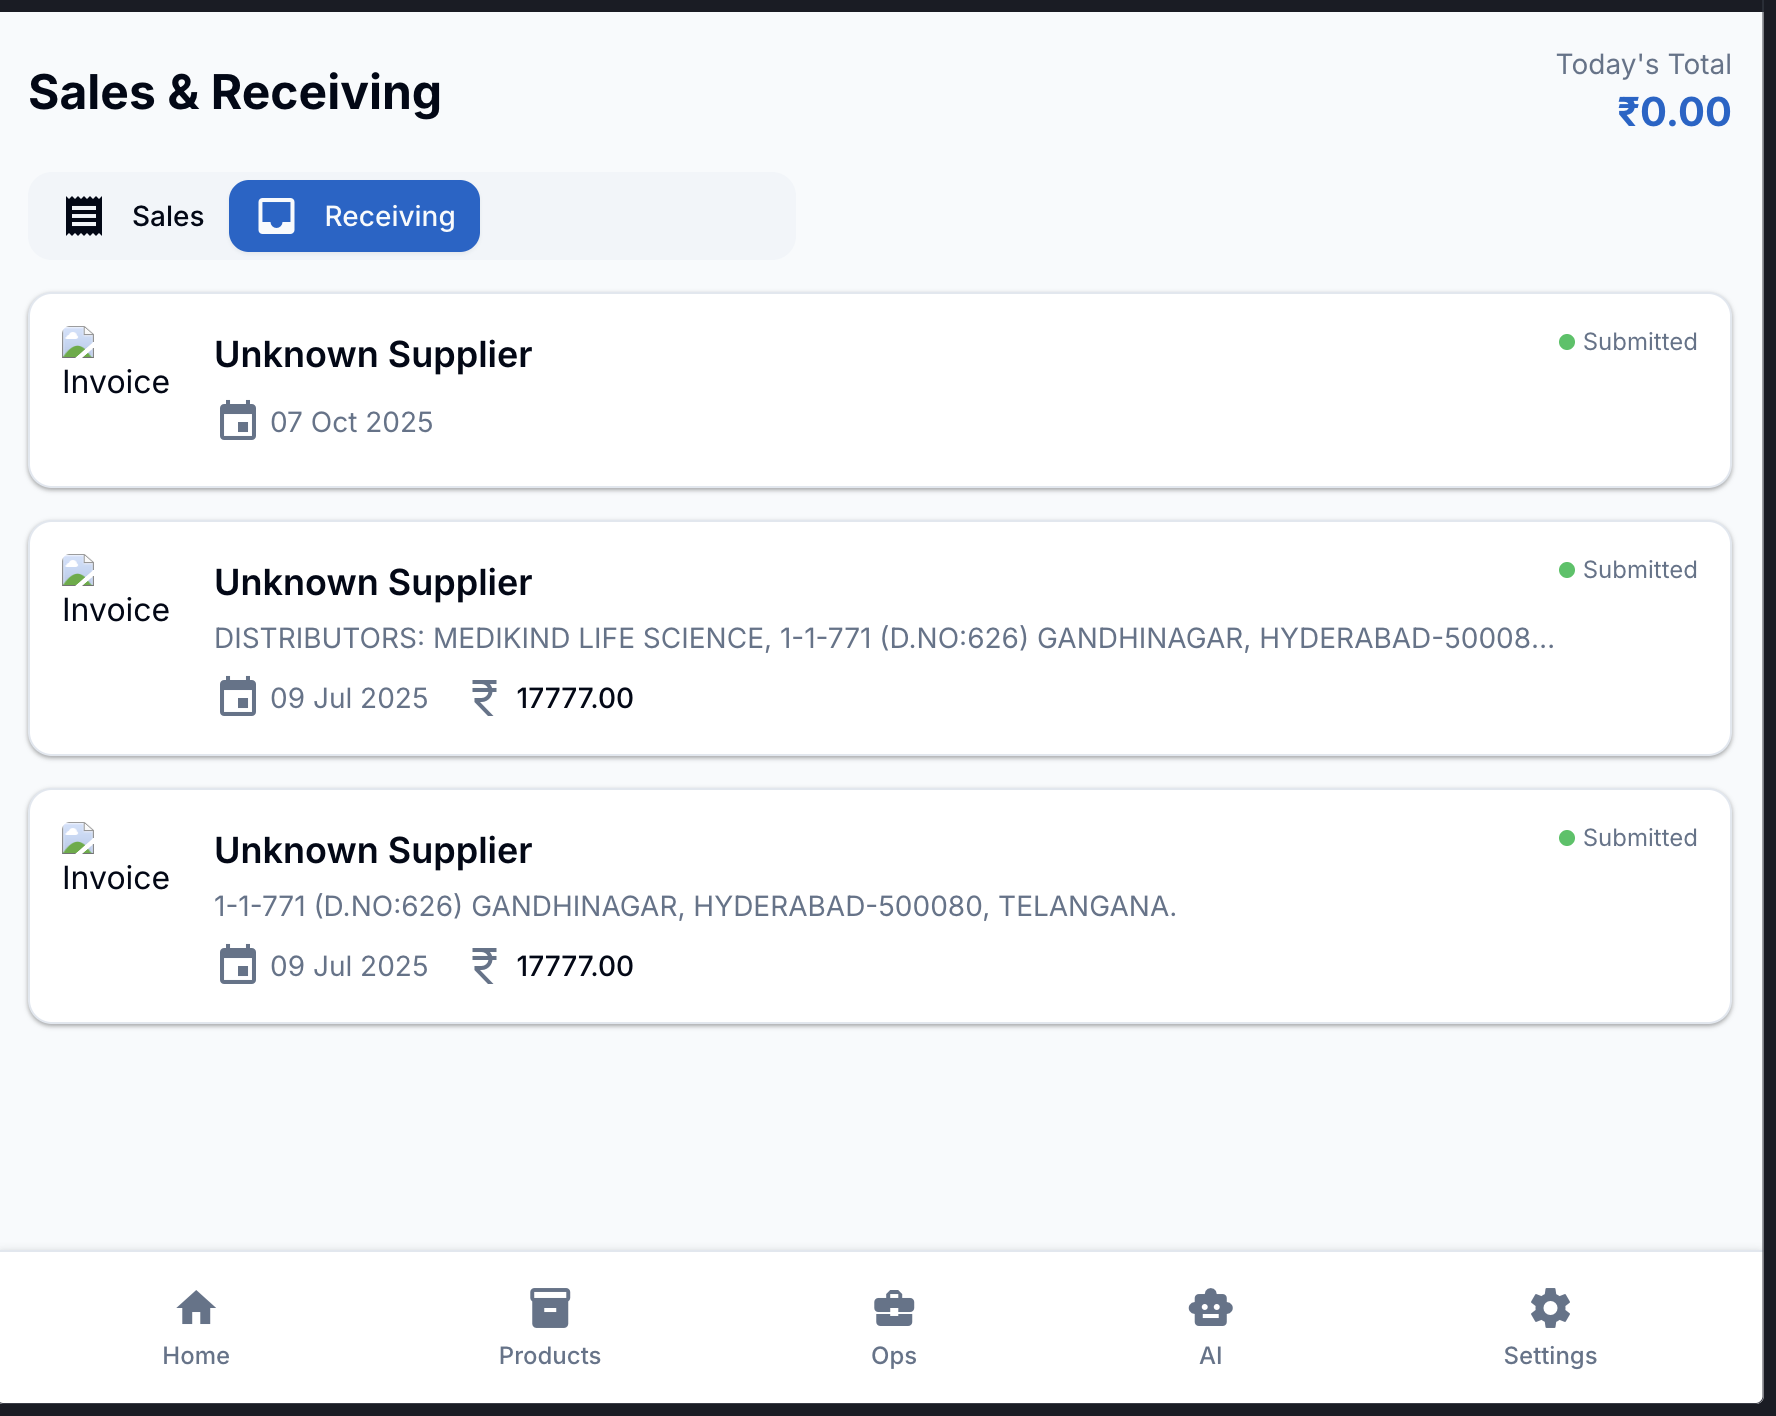 Sales & Receiving
Today's Total
₹0.00
Sales
Receiving
Invoice
Unknown Supplier
Submitted
07 Oct 2025
Invoice
Unknown Supplier
Submitted
DISTRIBUTORS: MEDIKIND LIFE SCIENCE, 1-1-771 (D.NO:626) GANDHINAGAR, HYDERABAD-50008...
09 Jul 2025 ₹ 17777.00
Invoice
Unknown Supplier
Submitted
1-1-771 (D.NO:626) GANDHINAGAR, HYDERABAD-500080, TELANGANA.
09 Jul 2025 ₹ 17777.00
Home
Products
Ops
AI
Settings